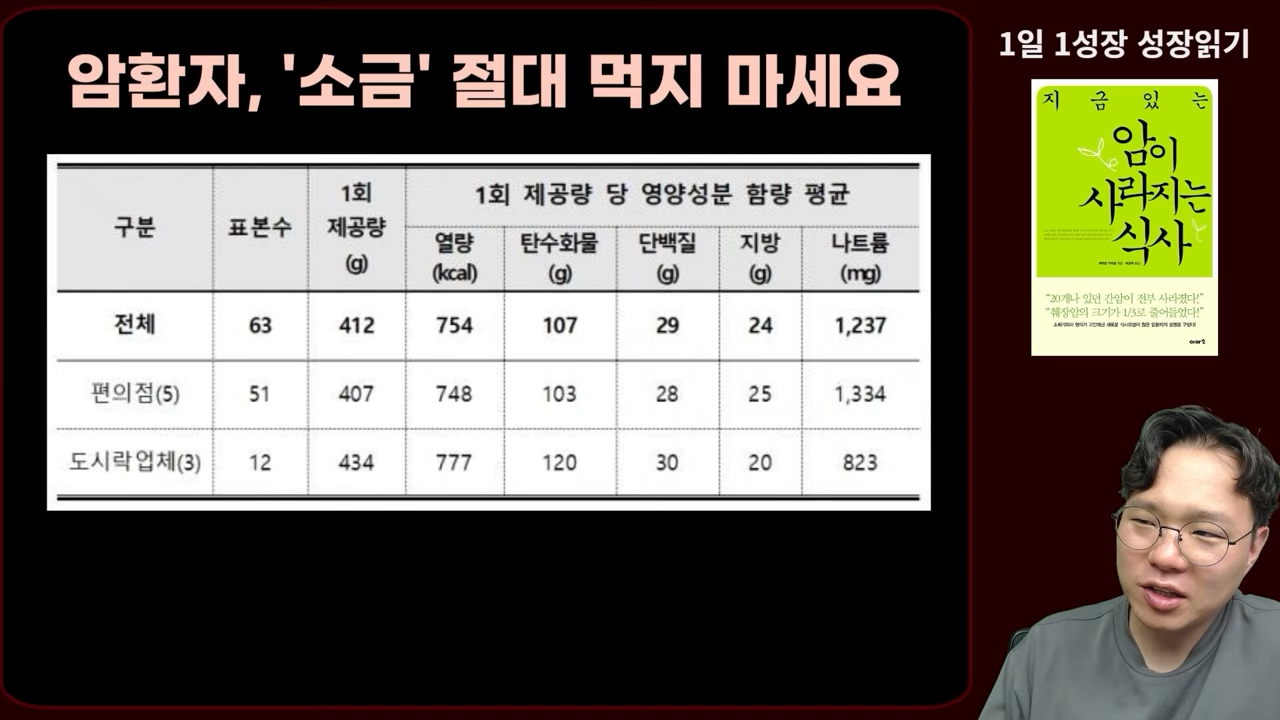 암환자, '소금' 절대 먹지 마세요
1일 1성장 성장읽기
구분 표본수 1회 제공량 (g) 1회 제공량 당 영양성분 함량 평균
열량 (kcal) 탄수화물 (g) 단백질 (g) 지방 (g) 나트륨 (mg)
전체 63 412 754 107 29 24 1,237
편의점(5) 51 407 748 103 28 25 1,334
도시락업체(3) 12 434 777 120 30 20 823
지금 있는
암이
사라지는
식사
“20개나 있던 간암이 전부 사라졌다!”
“췌장암의 크기가 1/3로 줄어들었다!”